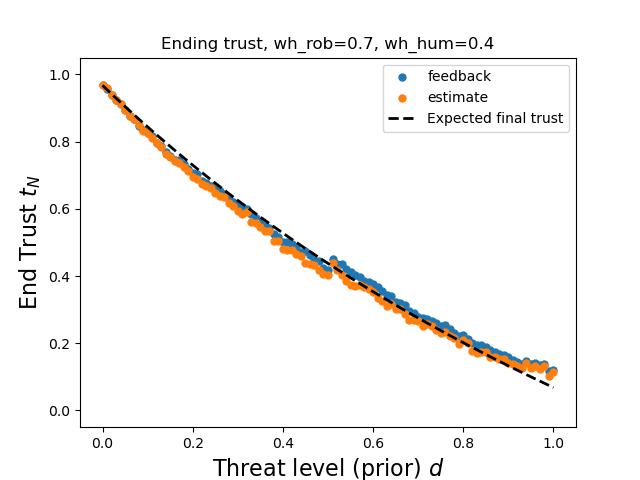 Ending trust, wh_rob=0.7, wh_hum=0.4
feedback
estimate
Expected final trust
End Trust t_N
1.0
0.8
0.6
0.4
0.2
0.0
0.0 0.2 0.4 0.6 0.8 1.0
Threat level (prior) d